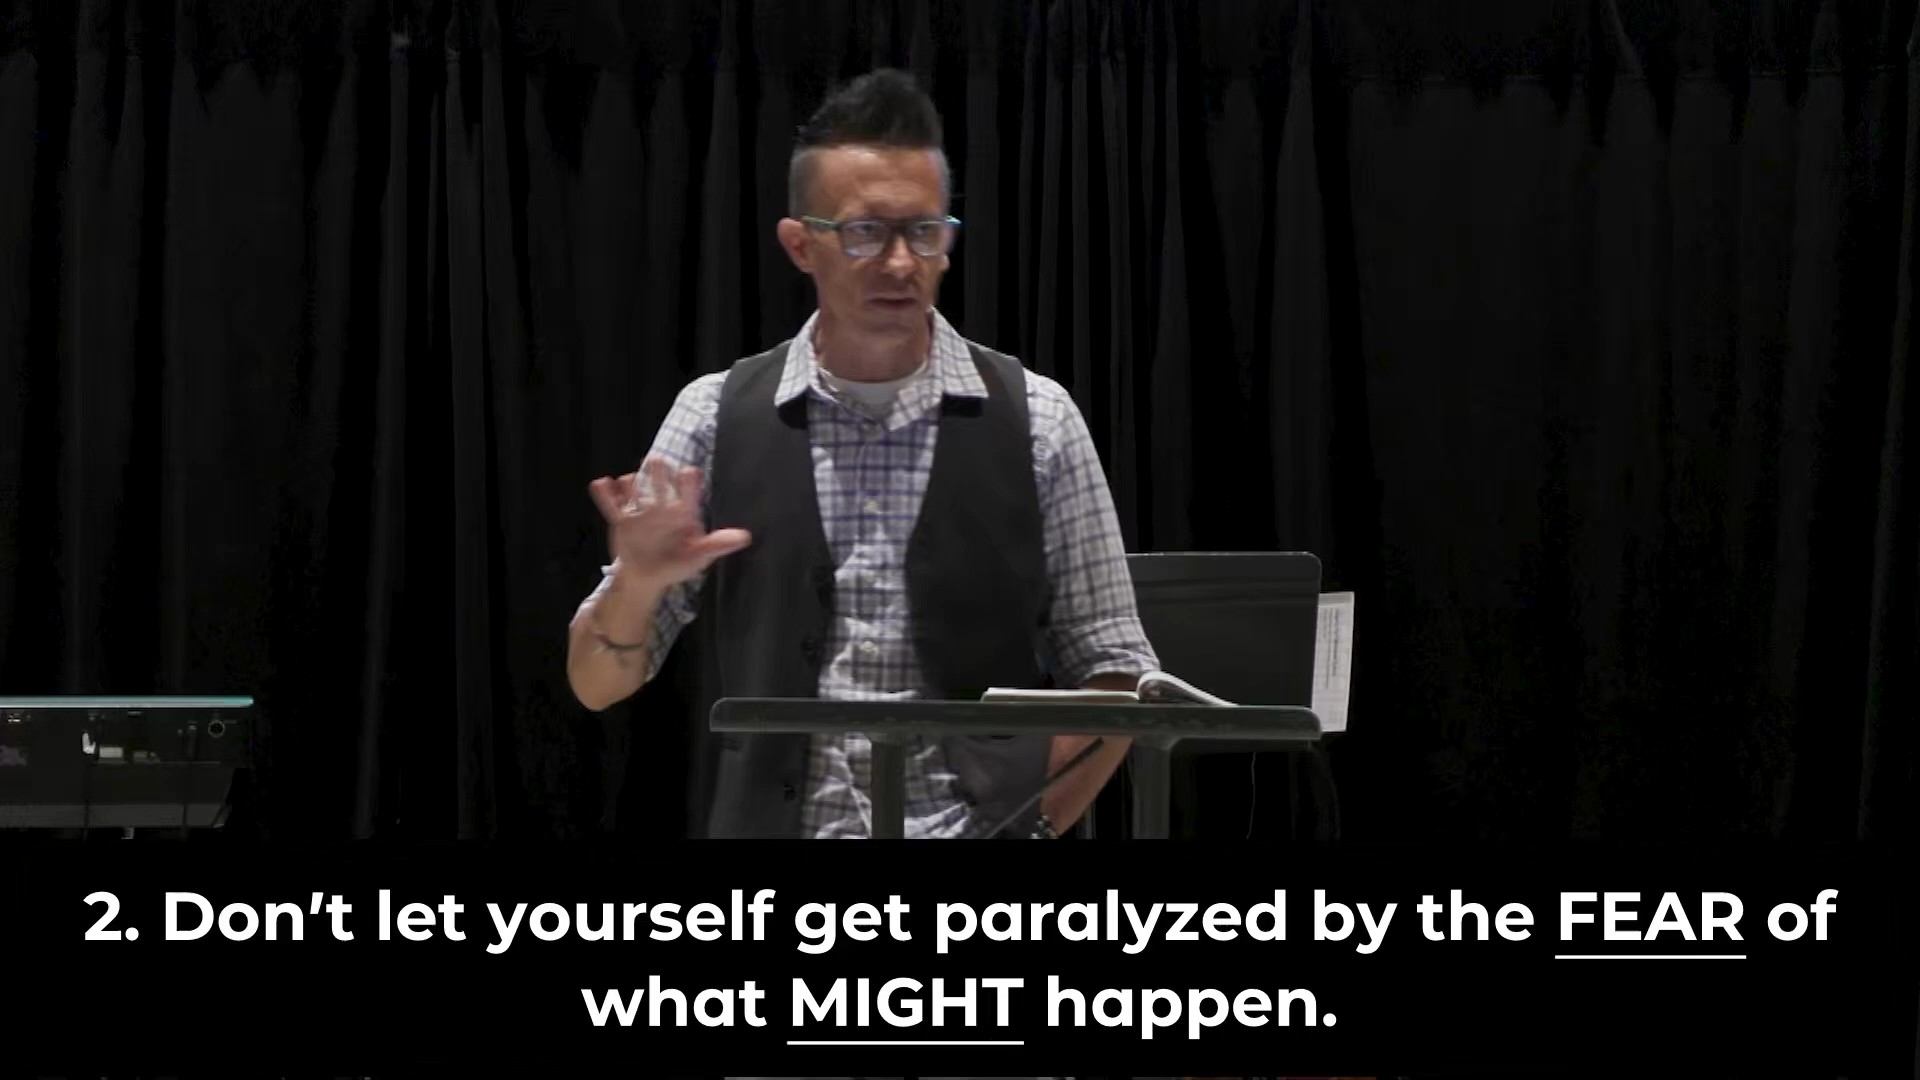 2. Don't let yourself get paralyzed by the FEAR of
what MIGHT happen.